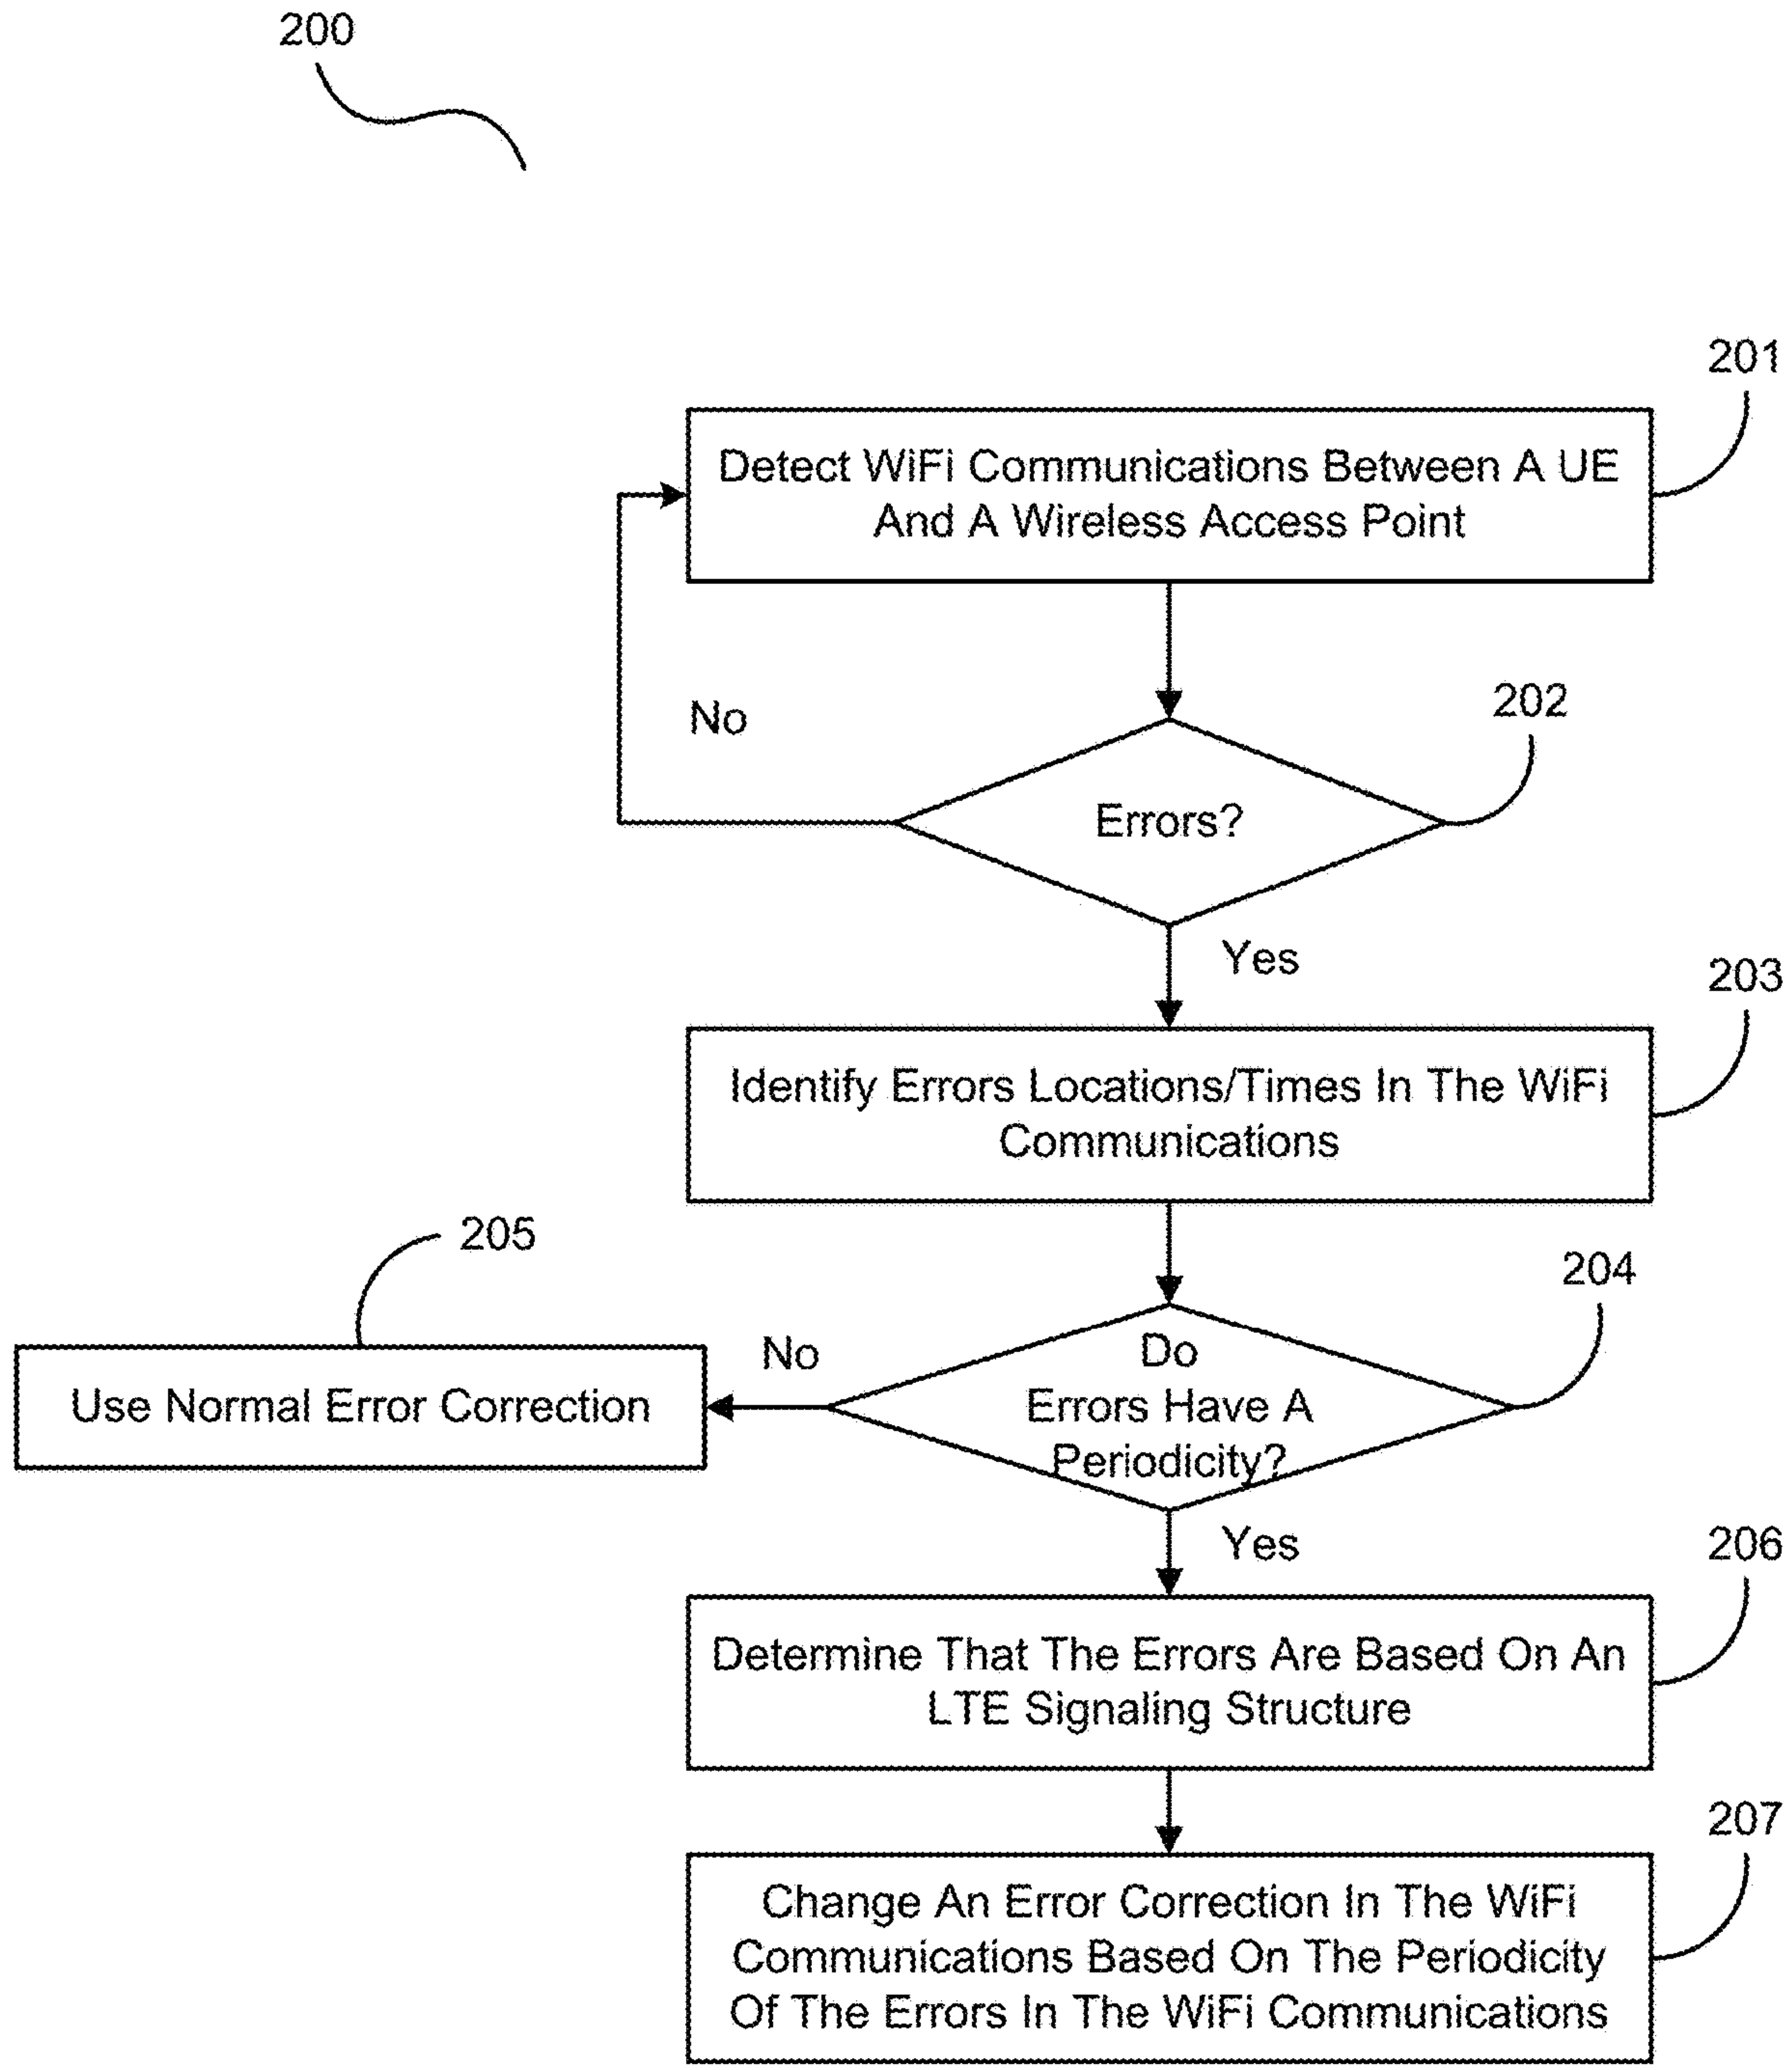 200
201
Detect WiFi Communications Between A UE
And A Wireless Access Point
No
202
Errors?
Yes
203
Identify Errors Locations/Times In The WiFi
Communications
205
204
Use Normal Error Correction
No
Do
Errors Have A
Periodicity?
Yes
206
Determine That The Errors Are Based On An
LTE Signaling Structure
207
Change An Error Correction In The WiFi
Communications Based On The Periodicity
Of The Errors In The WiFi Communications